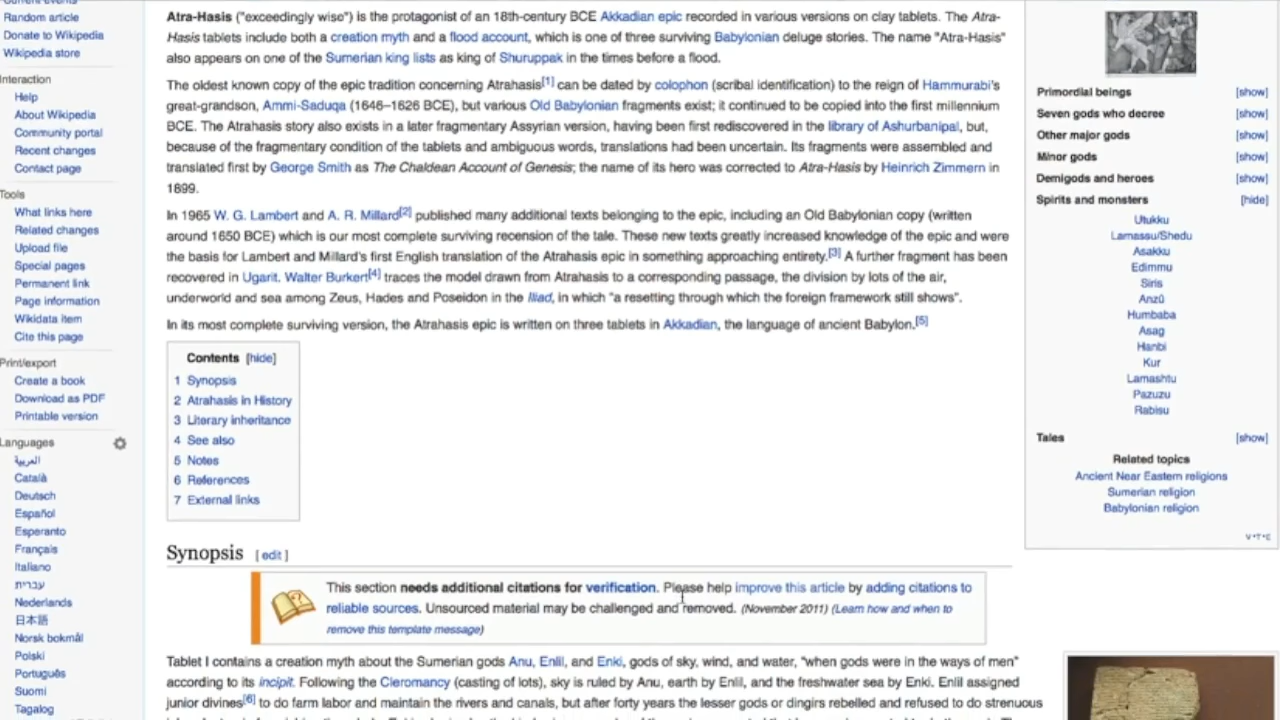 Current events
Random article
Donate to Wikipedia
Wikipedia store
Interaction
Help
About Wikipedia
Community portal
Recent changes
Contact page
Tools
What links here
Related changes
Upload file
Special pages
Permanent link
Page information
Wikidata item
Cite this page
Print/export
Create a book
Download as PDF
Printable version
Languages
العربية
Català
Deutsch
Español
Esperanto
Français
Italiano
עברית
Nederlands
日本語
Norsk bokmål
Polski
Português
Suomi
Tagalog
Atra-Hasis ("exceedingly wise") is the protagonist of an 18th-century BCE Akkadian epic recorded in various versions on clay tablets. The Atra-
Hasis tablets include both a creation myth and a flood account, which is one of three surviving Babylonian deluge stories. The name "Atra-Hasis"
also appears on one of the Sumerian king lists as king of Shuruppak in the times before a flood.
The oldest known copy of the epic tradition concerning Atrahasis[1] can be dated by colophon (scribal identification) to the reign of Hammurabi's
great-grandson, Ammi-Saduqa (1646–1626 BCE), but various Old Babylonian fragments exist; it continued to be copied into the first millennium
BCE. The Atrahasis story also exists in a later fragmentary Assyrian version, having been first rediscovered in the library of Ashurbanipal, but,
because of the fragmentary condition of the tablets and ambiguous words, translations had been uncertain. Its fragments were assembled and
translated first by George Smith as The Chaldean Account of Genesis; the name of its hero was corrected to Atra-Hasis by Heinrich Zimmern in
1899.
In 1965 W. G. Lambert and A. R. Millard[2] published many additional texts belonging to the epic, including an Old Babylonian copy (written
around 1650 BCE) which is our most complete surviving recension of the tale. These new texts greatly increased knowledge of the epic and were
the basis for Lambert and Millard's first English translation of the Atrahasis epic in something approaching entirety.[3] A further fragment has been
recovered in Ugarit. Walter Burkert[4] traces the model drawn from Atrahasis to a corresponding passage, the division by lots of the air,
underworld and sea among Zeus, Hades and Poseidon in the Iliad, in which "a resetting through which the foreign framework still shows".
In its most complete surviving version, the Atrahasis epic is written on three tablets in Akkadian, the language of ancient Babylon.[5]
Contents [hide]
1 Synopsis
2 Atrahasis in History
3 Literary inheritance
4 See also
5 Notes
6 References
7 External links
Synopsis [ edit ]
This section needs additional citations for verification. Please help improve this article by adding citations to
reliable sources. Unsourced material may be challenged and removed. (November 2011) (Learn how and when to
remove this template message)
Tablet I contains a creation myth about the Sumerian gods Anu, Enlil, and Enki, gods of sky, wind, and water, "when gods were in the ways of men"
according to its incipit. Following the Cleromancy (casting of lots), sky is ruled by Anu, earth by Enlil, and the freshwater sea by Enki. Enlil assigned
junior divines[6] to do farm labor and maintain the rivers and canals, but after forty years the lesser gods or dingirs rebelled and refused to do strenuous
Primordial beings [show]
Seven gods who decree [show]
Other major gods [show]
Minor gods [show]
Demigods and heroes [show]
Spirits and monsters [hide]
Utukku
Lamassu/Shedu
Asakku
Edimmu
Siris
Anzû
Humbaba
Asag
Hanbi
Kur
Lamashtu
Pazuzu
Rabisu
Tales [show]
Related topics
Ancient Near Eastern religions
Sumerian religion
Babylonian religion
V·T·E